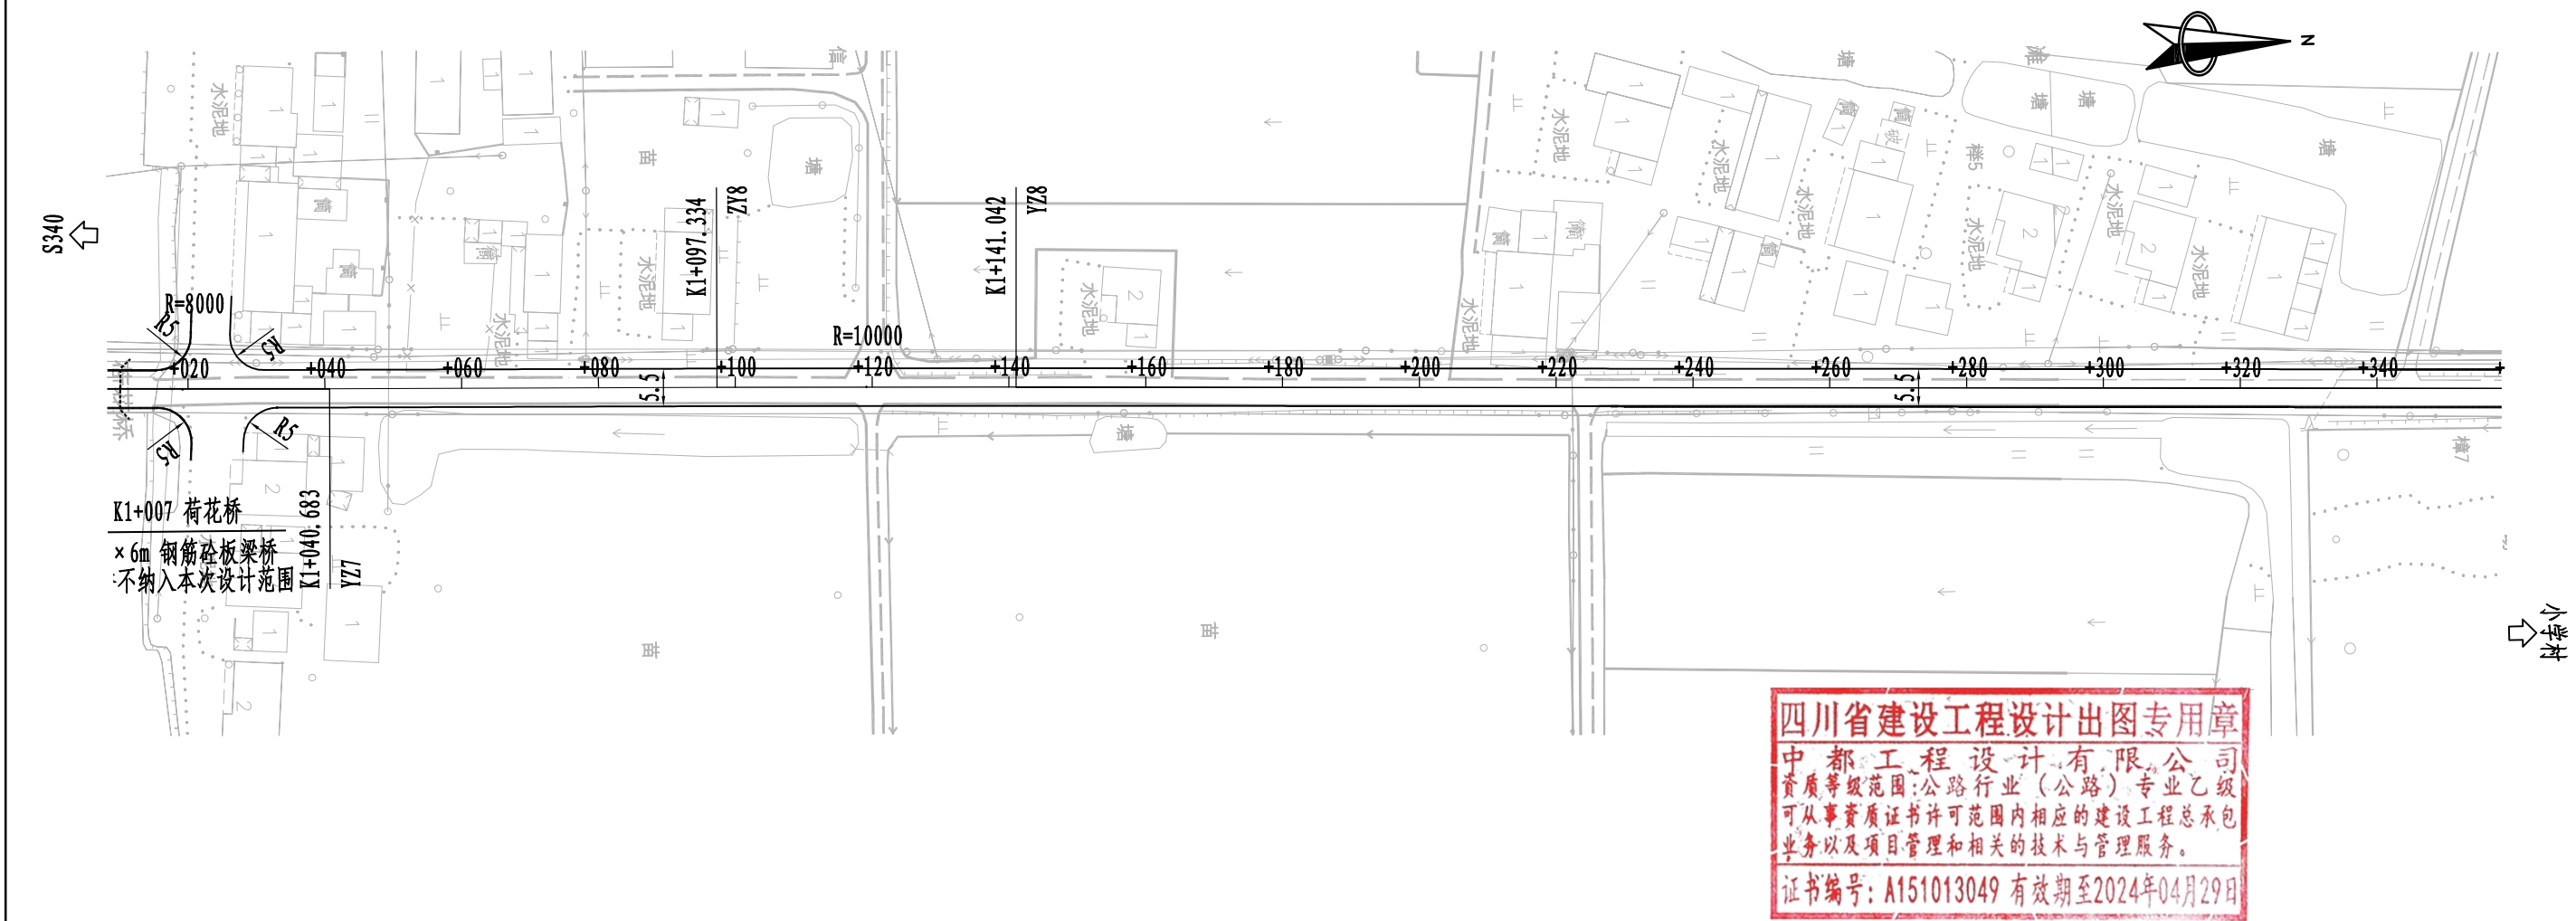 N
S340
水泥地
信
苗
塘
K1+097.334
ZY8
K1+141.042
YZ8
水泥地
塘
塘
塘
塘
水泥地
水泥地
水泥地
水泥地
水泥地
水泥地
水泥地
水泥地
水泥地
水泥地
R=8000
R5
R5
R=10000
+020
+040
+060
+080
+100
+120
+140
+160
+180
+200
+220
+240
+260
+280
+300
+320
+340
5.5
5.5
R5
R5
塘
K1+007 荷花桥
×6m 钢筋砼板梁桥
不纳入本次设计范围
K1+040.683
YZ7
苗
苗
小学村
四川省建设工程设计出图专用章
中都工程设计有限公司
资质等级范围:公路行业（公路）专业乙级
可从事资质证书许可范围内相应的建设工程总承包
业务以及项目管理和相关的技术与管理服务。
证书编号: A151013049 有效期至2024年04月29日